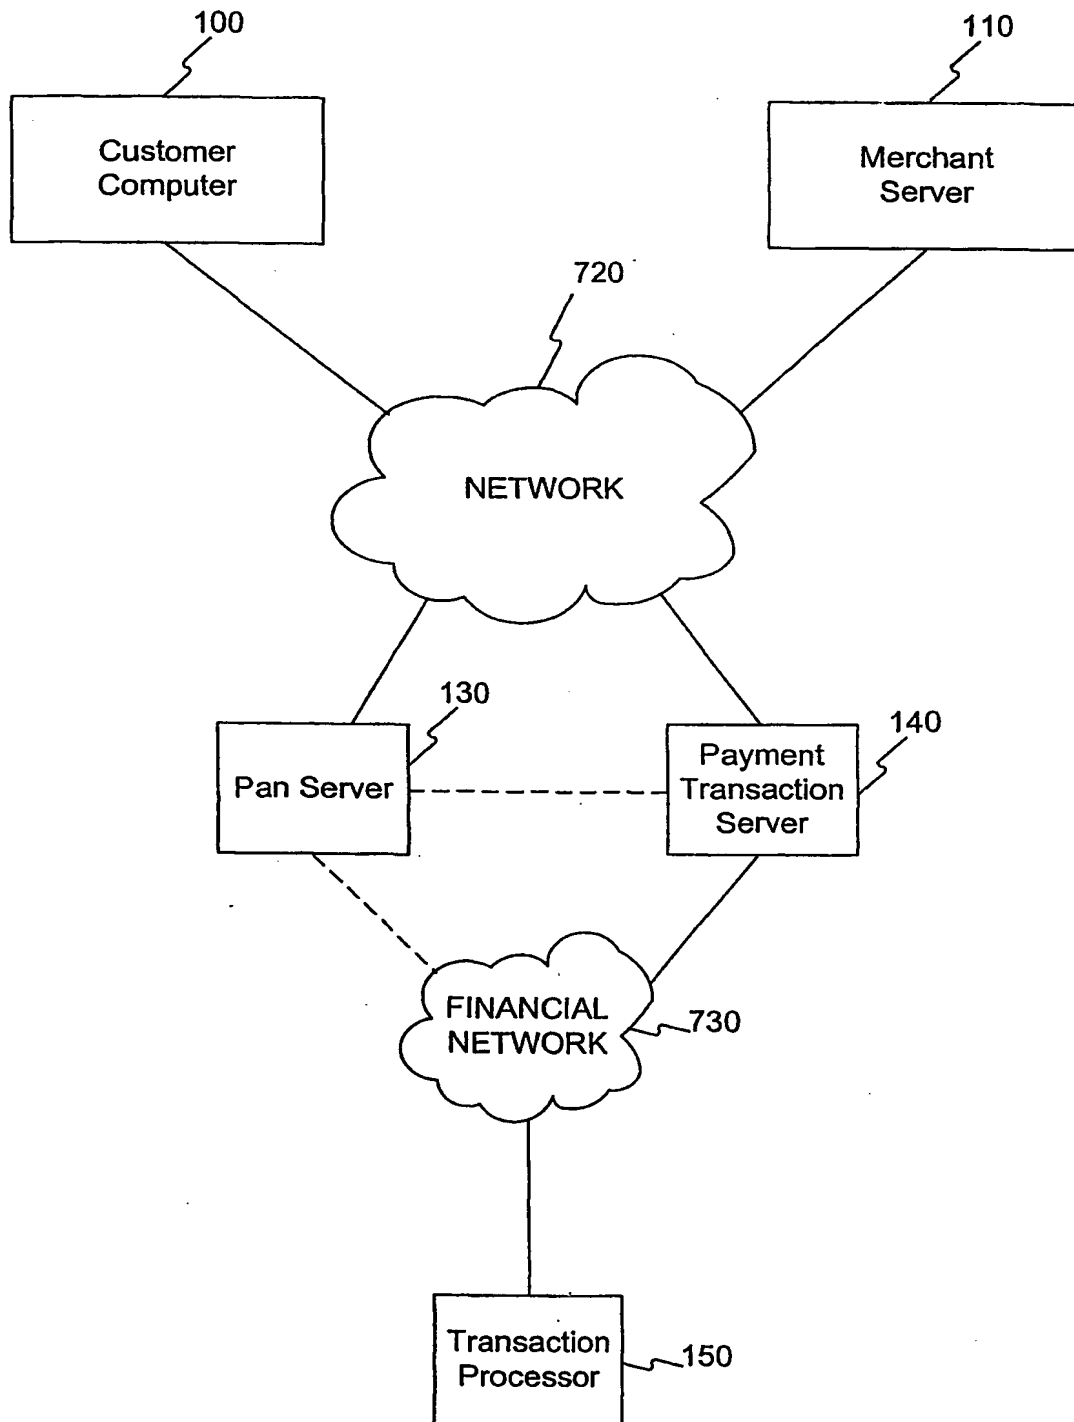 100
110
Customer
Computer
Merchant
Server
720
NETWORK
130
140
Pan Server
Payment
Transaction
Server
FINANCIAL
NETWORK
730
Transaction
Processor
150